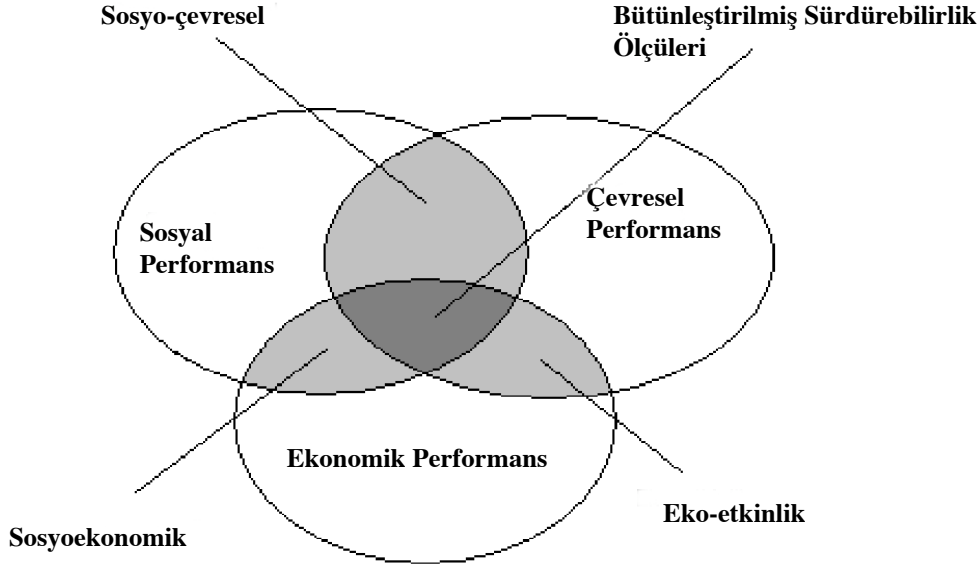 Sosyo-çevresel
Bütünleştirilmiş Sürdürebilirlik
Ölçüleri
Çevresel
Performans
Sosyal
Performans
Ekonomik Performans
Eko-etkinlik
Sosyoekonomik